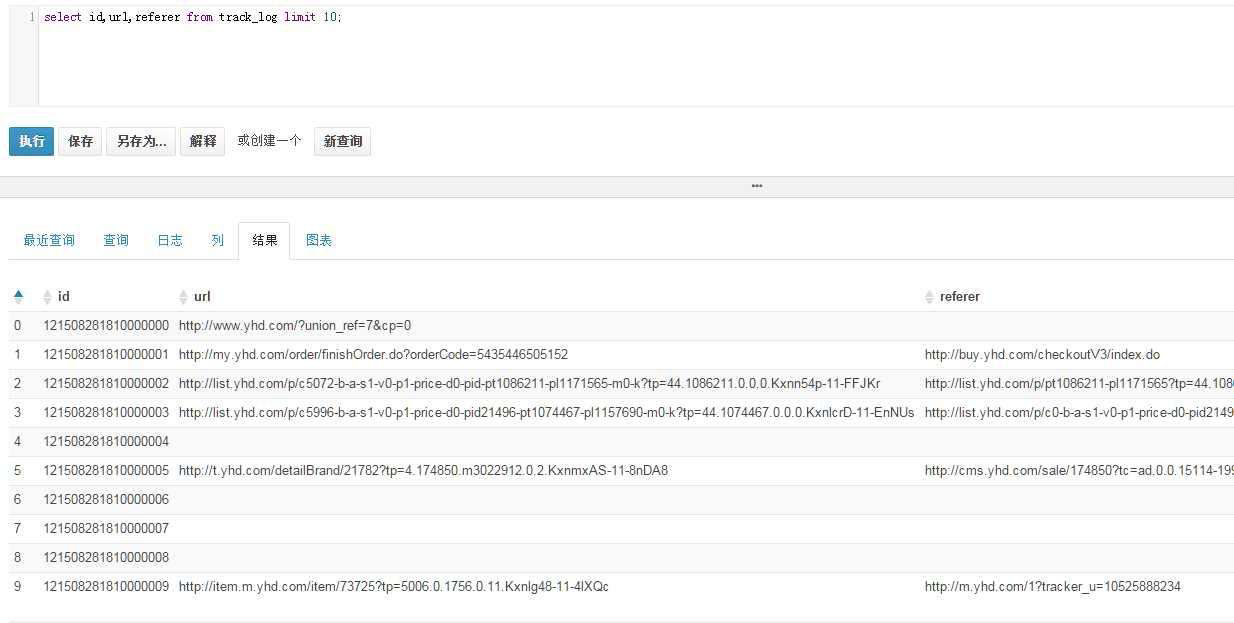 1 select id,url,referer from track_log limit 10;
执行 保存 另存为... 解释 或创建一个 新查询
最近查询 查询 日志 列 结果 图表
id url referer
0 121508281810000000 http://www.yhd.com/?union_ref=7&cp=0
1 121508281810000001 http://my.yhd.com/order/finishOrder.do?orderCode=5435446505152 http://buy.yhd.com/checkoutV3/index.do
2 121508281810000002 http://list.yhd.com/p/c5072-b-a-s1-v0-p1-price-d0-pid-pt1086211-pl1171565-m0-k?tp=44.1086211.0.0.0.Kxnn54p-11-FFJKr http://list.yhd.com/p/pt1086211-pl1171565?tp=44.108
3 121508281810000003 http://list.yhd.com/p/c5996-b-a-s1-v0-p1-price-d0-pid21496-pt1074467-pl1157690-m0-k?tp=44.1074467.0.0.0.KxnlcrD-11-EnNUs http://list.yhd.com/p/c0-b-a-s1-v0-p1-price-d0-pid2149
4 121508281810000004
5 121508281810000005 http://t.yhd.com/detailBrand/21782?tp=4.174850.m3022912.0.2.KxnmxAS-11-8nDA8 http://cms.yhd.com/sale/174850?tc=ad.0.0.15114-199
6 121508281810000006
7 121508281810000007
8 121508281810000008
9 121508281810000009 http://item.m.yhd.com/item/73725?tp=5006.0.1756.0.11.Kxnlg48-11-4lXQc http://m.yhd.com/1?tracker_u=10525888234